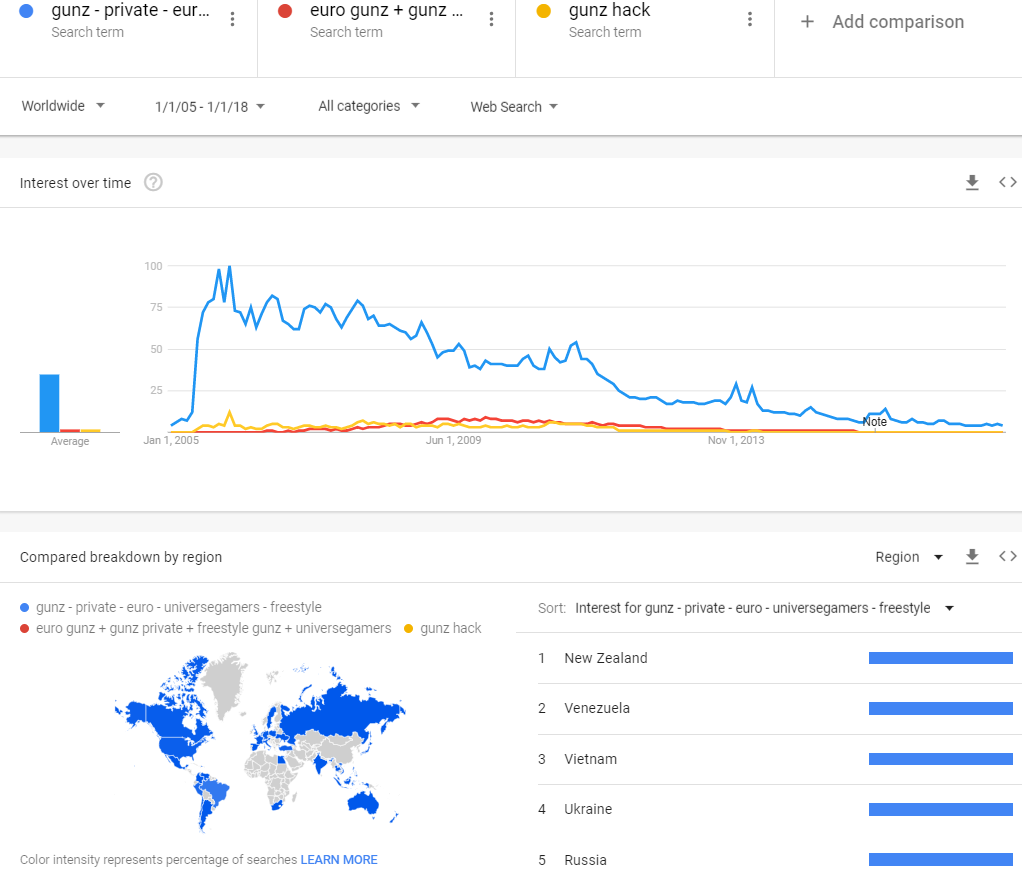 gunz - private - eur...
Search term
euro gunz + gunz ...
Search term
gunz hack
Search term
+ Add comparison
Worldwide
1/1/05 - 1/1/18
All categories
Web Search
Interest over time ?
100
75
50
25
Average
Jan 1, 2005
Jun 1, 2009
Nov 1, 2013
Note
Compared breakdown by region
Region
gunz - private - euro - universegamers - freestyle
euro gunz + gunz private + freestyle gunz + universegamers
gunz hack
Color intensity represents percentage of searches LEARN MORE
Sort: Interest for gunz - private - euro - universegamers - freestyle
1 New Zealand
2 Venezuela
3 Vietnam
4 Ukraine
5 Russia